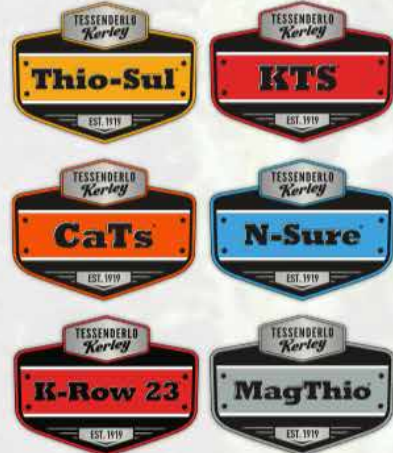 TESSENDERLO
Kerley
Thio-Sul
EST. 1919
TESSENDERLO
Kerley
KTS
EST. 1919
TESSENDERLO
Kerley
CaTs
EST. 1919
TESSENDERLO
Kerley
N-Sure
EST. 1919
TESSENDERLO
Kerley
K-Row 23
EST. 1919
TESSENDERLO
Kerley
MagThio
EST. 1919